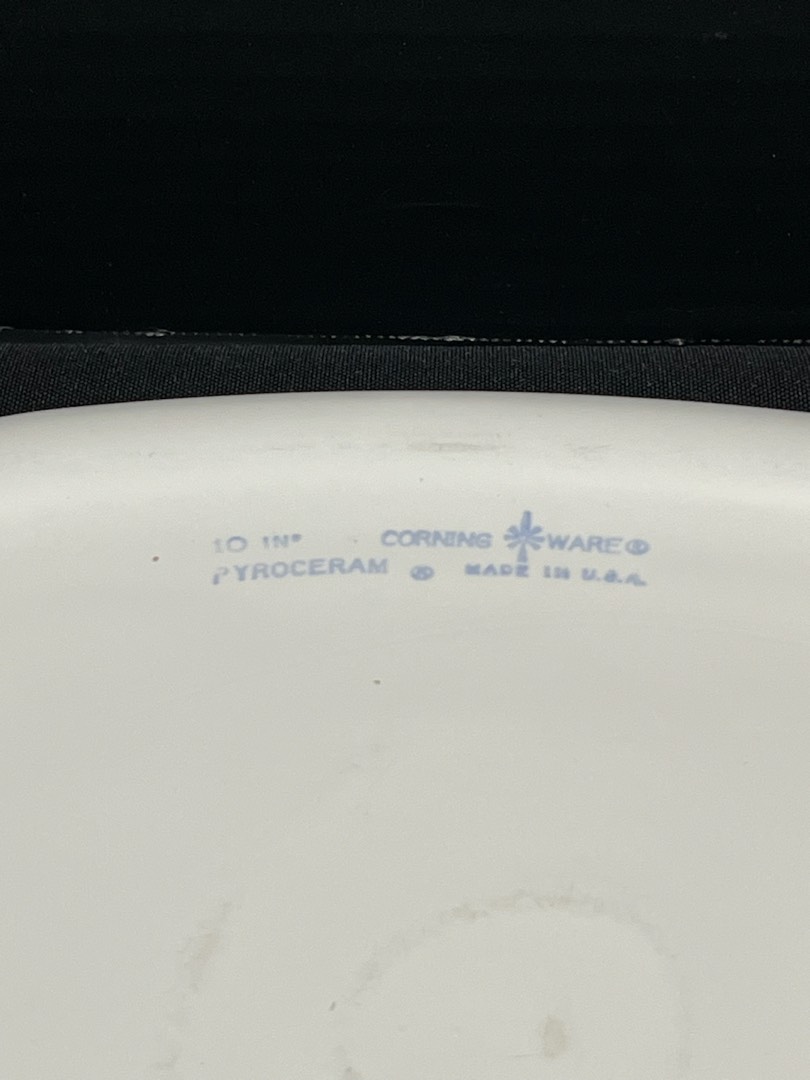 10 IN. CORNING WARE®
PYROCERAM ® MADE IN U.S.A.